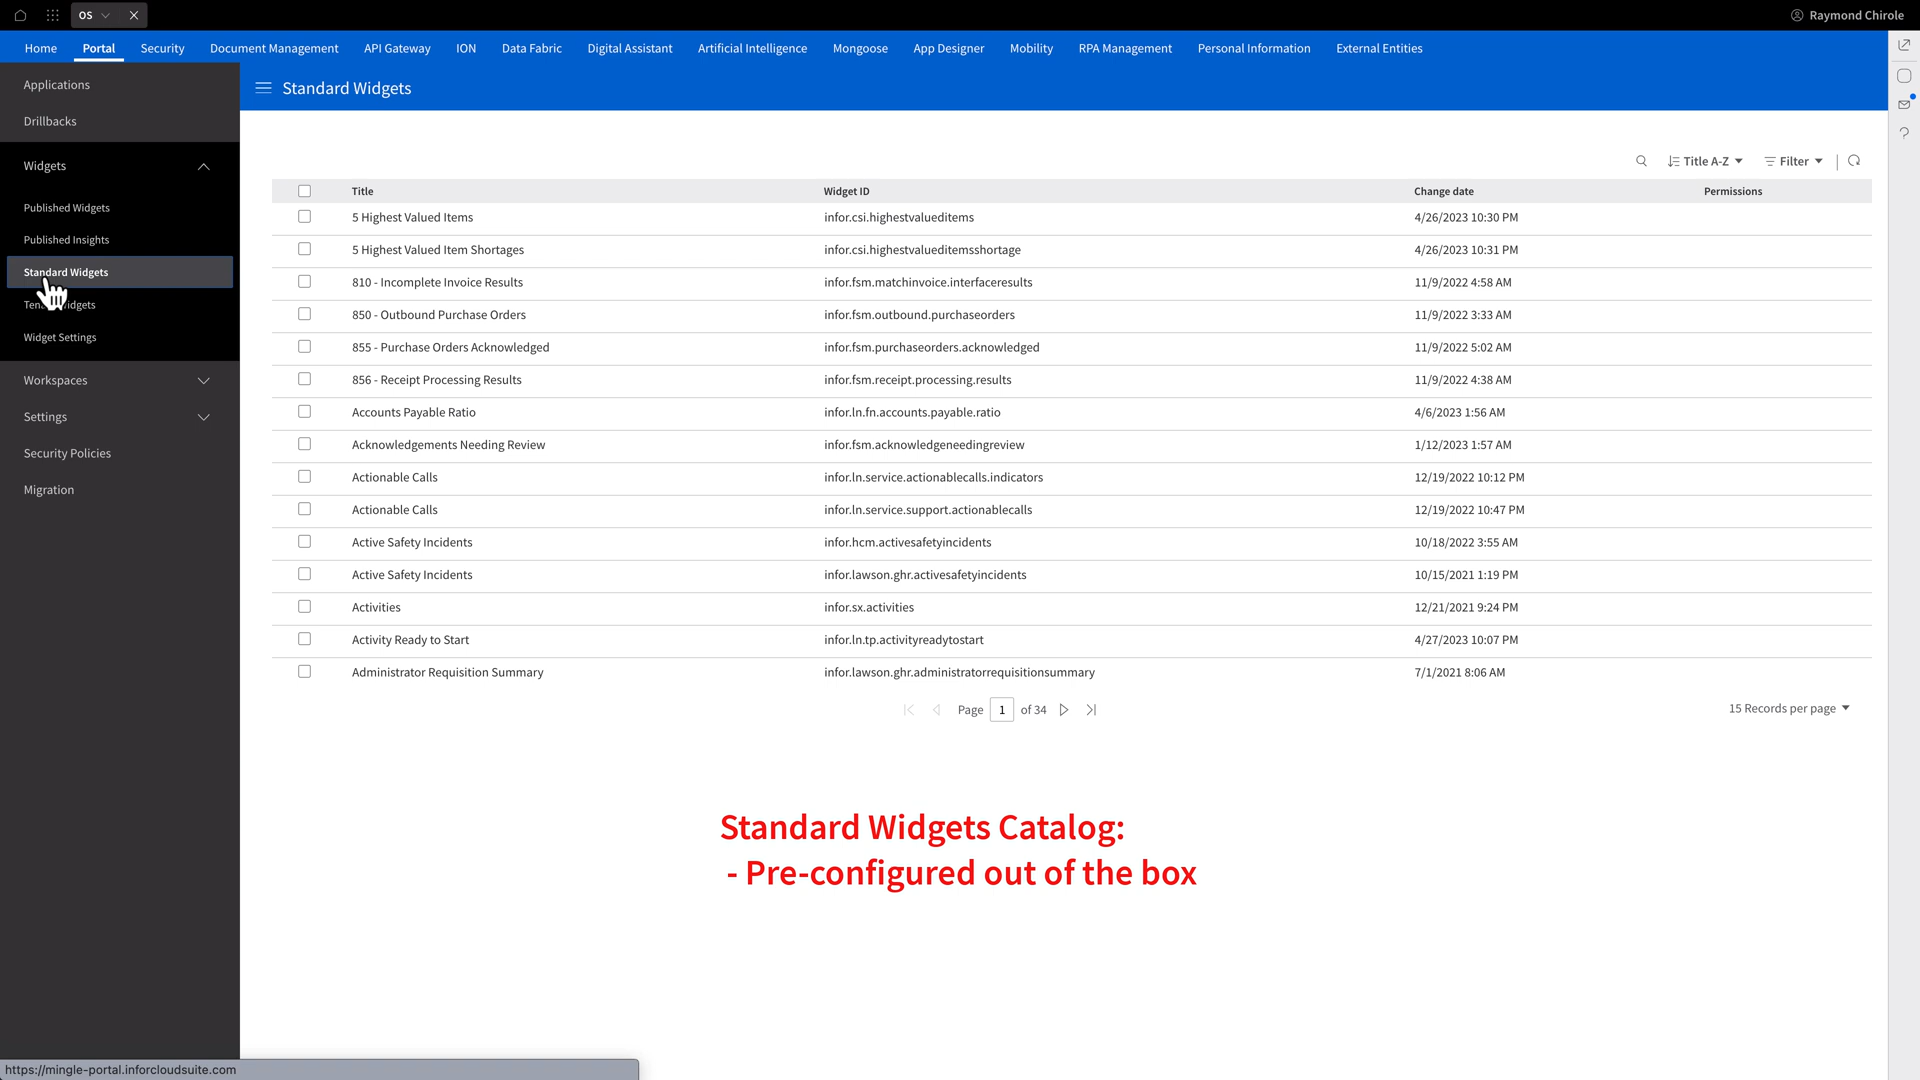 OS
Raymond Chirole
Home Portal Security Document Management API Gateway ION Data Fabric Digital Assistant Artificial Intelligence Mongoose App Designer Mobility RPA Management Personal Information External Entities
Applications
Drillbacks
Widgets
Published Widgets
Published Insights
Standard Widgets
Widget Settings
Workspaces
Settings
Security Policies
Migration
Standard Widgets
Title A-Z Filter
Title Widget ID Change date Permissions
5 Highest Valued Items infor.csi.highestvalueditems 4/26/2023 10:30 PM
5 Highest Valued Item Shortages infor.csi.highestvalueditemsshortage 4/26/2023 10:31 PM
810 - Incomplete Invoice Results infor.fsm.matchinvoice.interfaceresults 11/9/2022 4:58 AM
850 - Outbound Purchase Orders infor.fsm.outbound.purchaseorders 11/9/2022 3:33 AM
855 - Purchase Orders Acknowledged infor.fsm.purchaseorders.acknowledged 11/9/2022 5:02 AM
856 - Receipt Processing Results infor.fsm.receipt.processing.results 11/9/2022 4:38 AM
Accounts Payable Ratio infor.ln.fn.accounts.payable.ratio 4/6/2023 1:56 AM
Acknowledgements Needing Review infor.fsm.acknowledgeneedingreview 1/12/2023 1:57 AM
Actionable Calls infor.ln.service.actionablecalls.indicators 12/19/2022 10:12 PM
Actionable Calls infor.ln.service.support.actionablecalls 12/19/2022 10:47 PM
Active Safety Incidents infor.hcm.activesafetyincidents 10/18/2022 3:55 AM
Active Safety Incidents infor.lawson.ghr.activesafetyincidents 10/15/2021 1:19 PM
Activities infor.sx.activities 12/21/2021 9:24 PM
Activity Ready to Start infor.ln.tp.activityreadytostart 4/27/2023 10:07 PM
Administrator Requisition Summary infor.lawson.ghr.administratorrequisitionsummary 7/1/2021 8:06 AM
Page 1 of 34
15 Records per page
Standard Widgets Catalog:
- Pre-configured out of the box
https://mingle-portal.inforcloudsuite.com